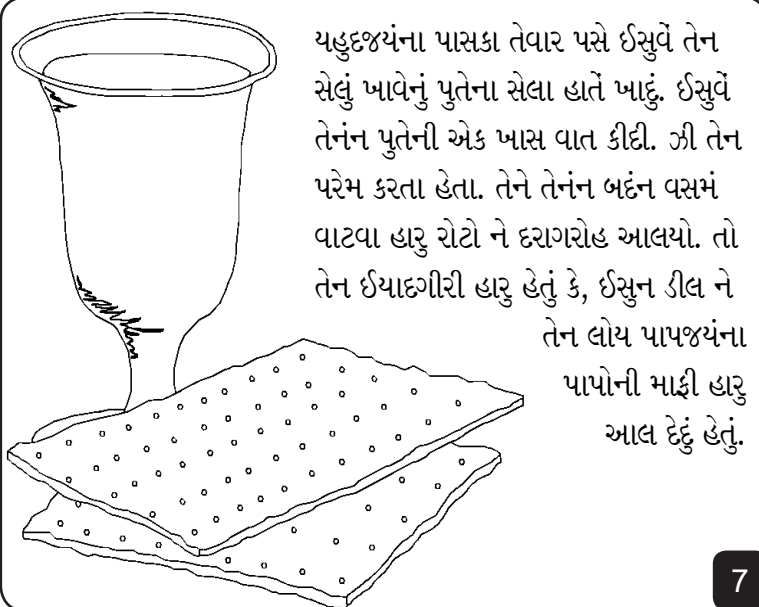 યહુદજયંના પાસકા તેવાર પસે ઈસુવેં તેન
સેલું ખાવેનું પુતેના સેલા હાતેં ખાદું. ઈસુવેં
તેનંન પુતેની એક ખાસ વાત કીદી. ઝી તેન
પરેમ કરતા હેતા. તેને તેનંન બદંન વસમં
વાટવા હારુ રોટો ને દરાગરોહ આલયો. તો
તેન ઈયાદગીરી હારુ હેતું કે, ઈસુન ડીલ ને
તેન લોય પાપજયંના
પાપોની માફી હારુ
આલ દેદું હેતું.
7